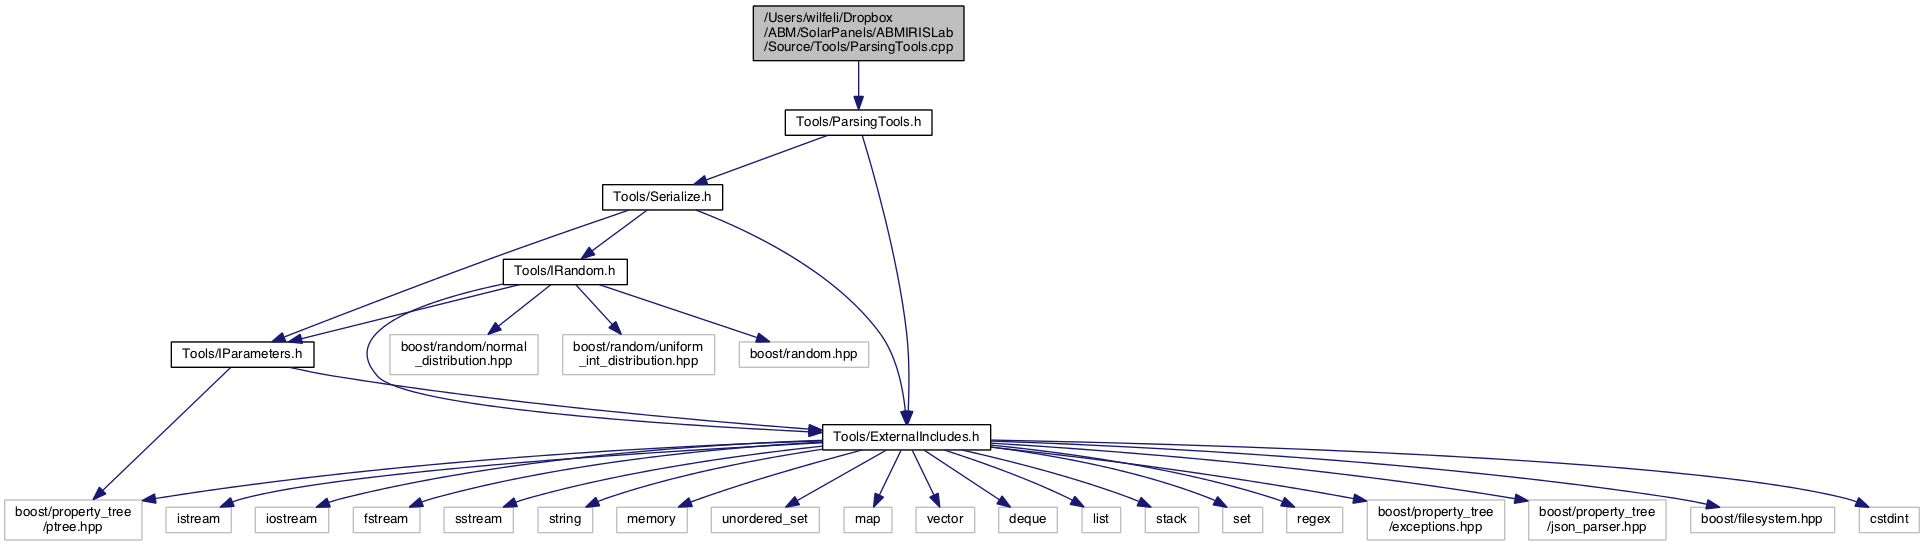 /Users/wilfeli/Dropbox
/ABM/SolarPanels/ABMIRISLab
/Source/Tools/ParsingTools.cpp
Tools/ParsingTools.h
Tools/Serialize.h
Tools/IRandom.h
Tools/IParameters.h
boost/random/normal
_distribution.hpp
boost/random/uniform
_int_distribution.hpp
boost/random.hpp
Tools/ExternalIncludes.h
boost/property_tree
/ptree.hpp
istream
iostream
fstream
sstream
string
memory
unordered_set
map
vector
deque
list
stack
set
regex
boost/property_tree
/exceptions.hpp
boost/property_tree
/json_parser.hpp
boost/filesystem.hpp
cstdint